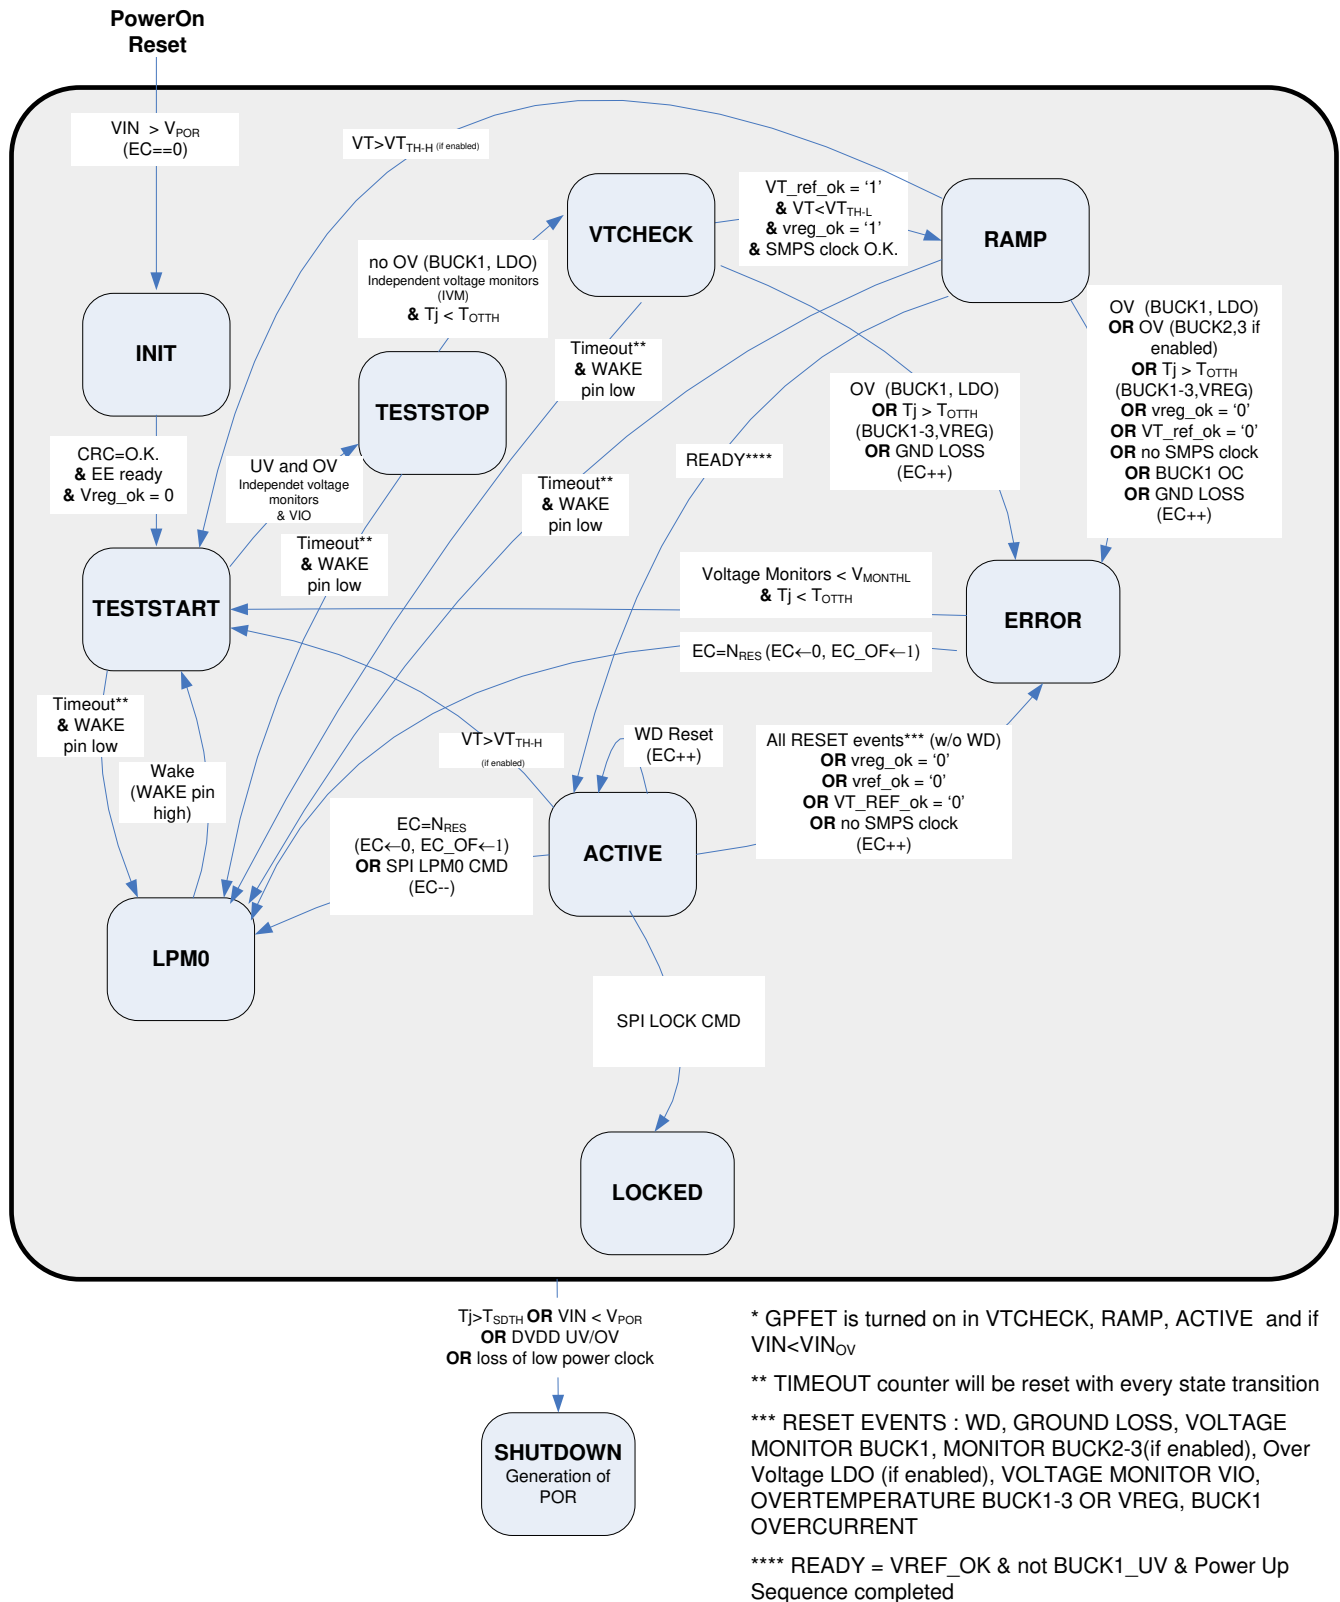 PowerOn
Reset
VIN > VPOR
(EC==0)
VT>VTTH-H (if enabled)
VTCHECK
VT_ref_ok = ‘1’
& VT<VTTH-L
& vreg_ok = ‘1’
& SMPS clock O.K.
RAMP
no OV (BUCK1, LDO)
Independent voltage monitors
(IVM)
& Tj < TOTTH
INIT
TESTSTOP
Timeout**
& WAKE
pin low
OV (BUCK1, LDO)
OR OV (BUCK2,3 if
enabled)
OR Tj > TOTTH
(BUCK1-3,VREG)
OR vreg_ok = ‘0’
OR VT_ref_ok = ‘0’
OR no SMPS clock
OR BUCK1 OC
OR GND LOSS
(EC++)
OV (BUCK1, LDO)
OR Tj > TOTTH
(BUCK1-3,VREG)
OR GND LOSS
(EC++)
CRC=O.K.
& EE ready
& Vreg_ok = 0
UV and OV
Independet voltage
monitors
& VIO
READY****
Timeout**
& WAKE
pin low
Timeout**
& WAKE
pin low
TESTSTART
Voltage Monitors < VMONTHL
& Tj < TOTTH
ERROR
EC=NRES (EC←0, EC_OF←1)
Timeout**
& WAKE
pin low
Wake
(WAKE pin
high)
VT>VTTH-H
(if enabled)
WD Reset
(EC++)
All RESET events*** (w/o WD)
OR vreg_ok = ‘0’
OR vref_ok = ‘0’
OR VT_REF_ok = ‘0’
OR no SMPS clock
(EC++)
EC=NRES
(EC←0, EC_OF←1)
OR SPI LPM0 CMD
(EC--)
ACTIVE
LPM0
SPI LOCK CMD
LOCKED
Tj>TSDTH OR VIN < VPOR
OR DVDD UV/OV
OR loss of low power clock
SHUTDOWN
Generation of
POR
* GPFET is turned on in VTCHECK, RAMP, ACTIVE and if
VIN<VINOV
** TIMEOUT counter will be reset with every state transition
*** RESET EVENTS : WD, GROUND LOSS, VOLTAGE
MONITOR BUCK1, MONITOR BUCK2-3(if enabled), Over
Voltage LDO (if enabled), VOLTAGE MONITOR VIO,
OVERTEMPERATURE BUCK1-3 OR VREG, BUCK1
OVERCURRENT
**** READY = VREF_OK & not BUCK1_UV & Power Up
Sequence completed